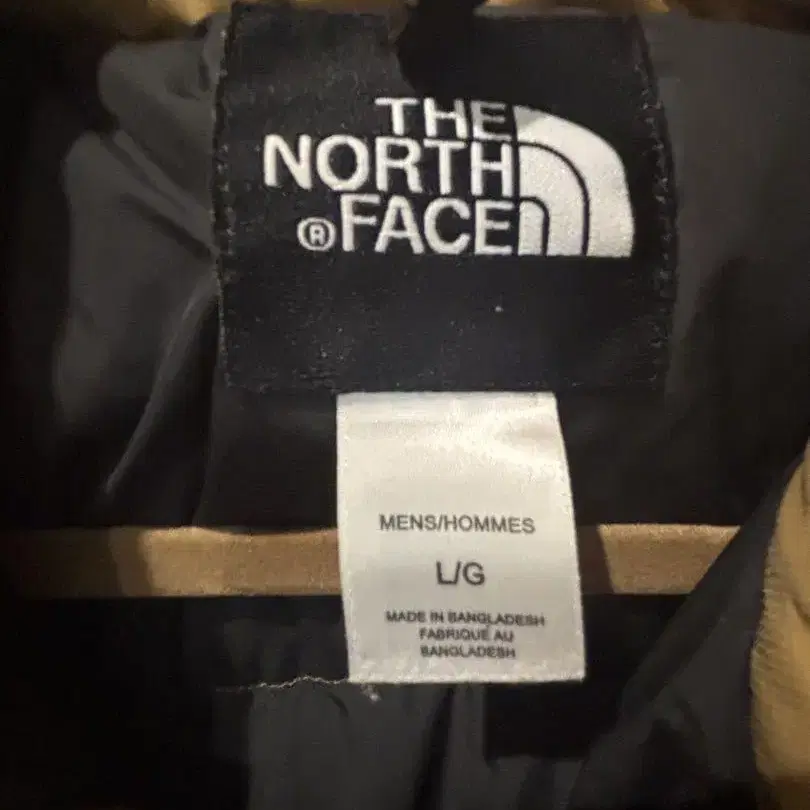 THE
NORTH
®FACE
MENS/HOMMES
L/G
MADE IN BANGLADESH
FABRIQUÉ AU
BANGLADESH